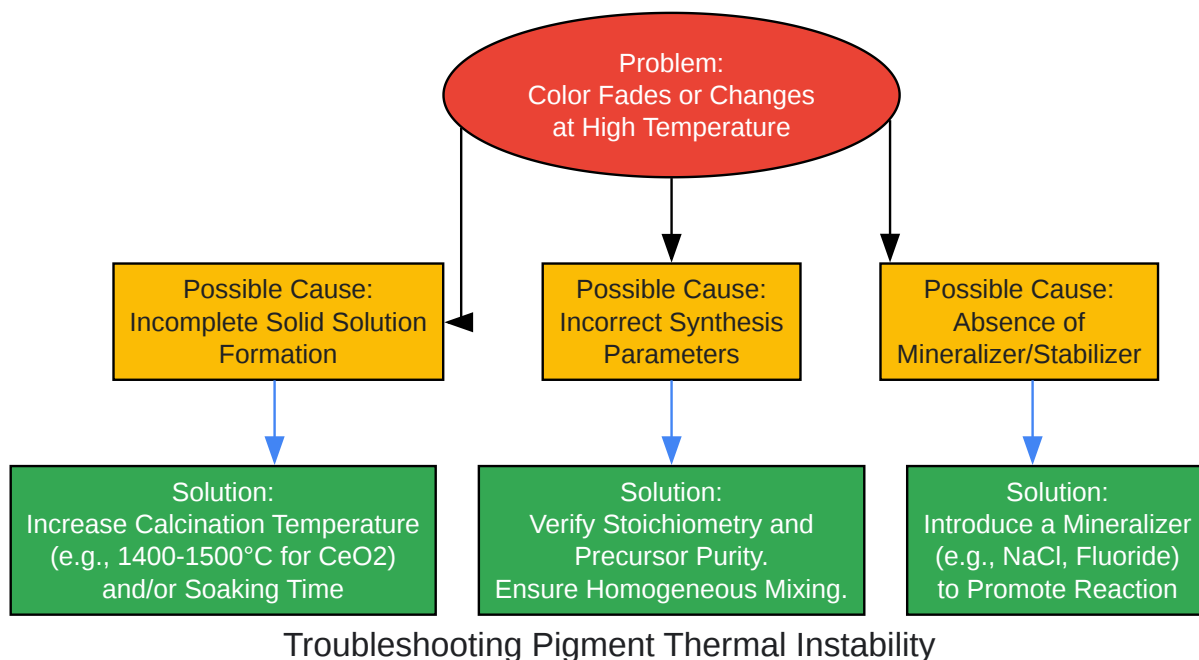 Problem:
Color Fades or Changes
at High Temperature
Possible Cause:
Incomplete Solid Solution
Formation
Possible Cause:
Incorrect Synthesis
Parameters
Possible Cause:
Absence of
Mineralizer/Stabilizer
Solution:
Increase Calcination Temperature
(e.g., 1400-1500°C for CeO2)
and/or Soaking Time
Solution:
Verify Stoichiometry and
Precursor Purity.
Ensure Homogeneous Mixing.
Solution:
Introduce a Mineralizer
(e.g., NaCl, Fluoride)
to Promote Reaction
Troubleshooting Pigment Thermal Instability